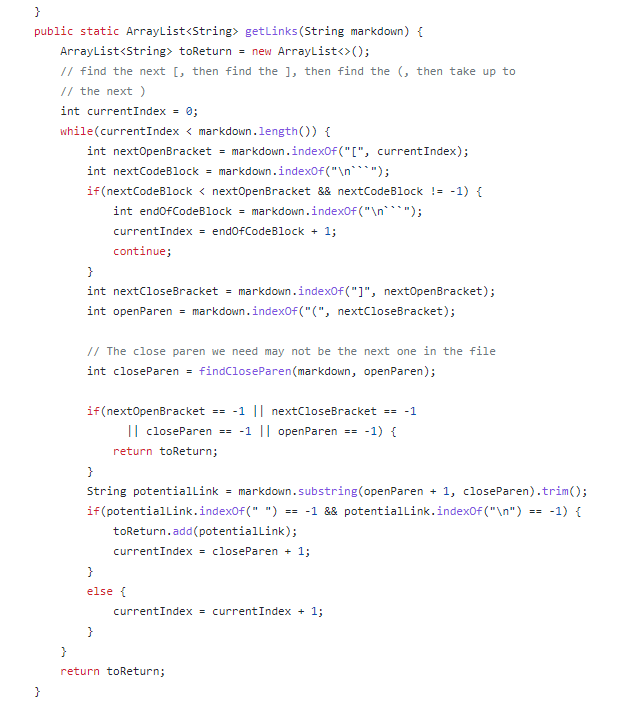 }
public static ArrayList<String> getLinks(String markdown) {
    ArrayList<String> toReturn = new ArrayList<>();
    // find the next [, then find the ], then find the (, then take up to
    // the next )
    int currentIndex = 0;
    while(currentIndex < markdown.length()) {
        int nextOpenBracket = markdown.indexOf("[", currentIndex);
        int nextCodeBlock = markdown.indexOf("\n```");
        if(nextCodeBlock < nextOpenBracket && nextCodeBlock != -1) {
            int endOfCodeBlock = markdown.indexOf("\n```");
            currentIndex = endOfCodeBlock + 1;
            continue;
        }
        int nextCloseBracket = markdown.indexOf("]", nextOpenBracket);
        int openParen = markdown.indexOf("(", nextCloseBracket);

        // The close paren we need may not be the next one in the file
        int closeParen = findCloseParen(markdown, openParen);

        if(nextOpenBracket == -1 || nextCloseBracket == -1
              || closeParen == -1 || openParen == -1) {
            return toReturn;
        }
        String potentialLink = markdown.substring(openParen + 1, closeParen).trim();
        if(potentialLink.indexOf(" ") == -1 && potentialLink.indexOf("\n") == -1) {
            toReturn.add(potentialLink);
            currentIndex = closeParen + 1;
        }
        else {
            currentIndex = currentIndex + 1;
        }
    }
    return toReturn;
}